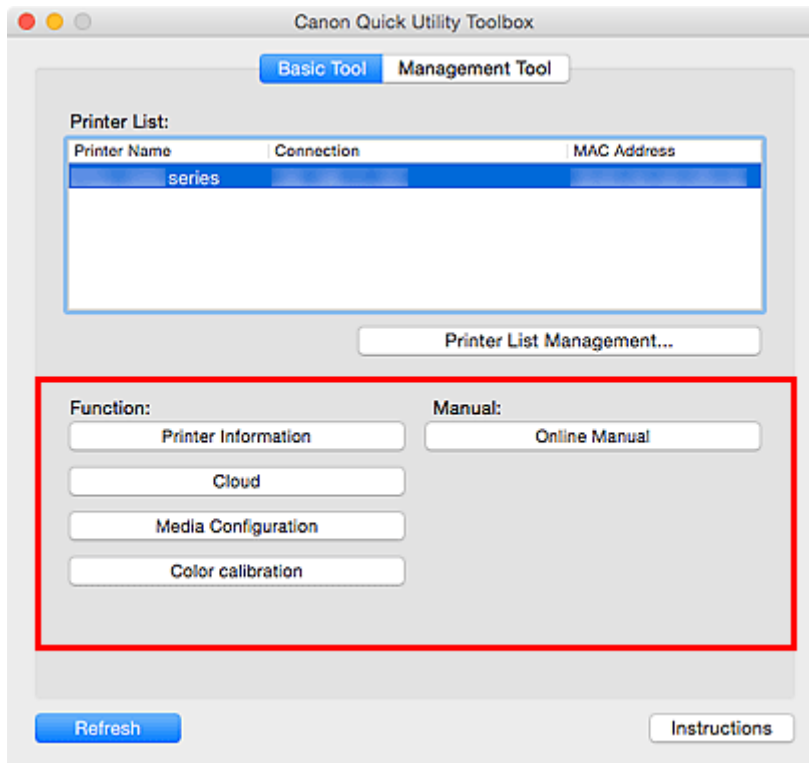 Canon Quick Utility Toolbox
Basic Tool Management Tool
Printer List:
Printer Name Connection MAC Address
series
Printer List Management...
Function: Manual:
Printer Information Online Manual
Cloud
Media Configuration
Color calibration
Refresh Instructions